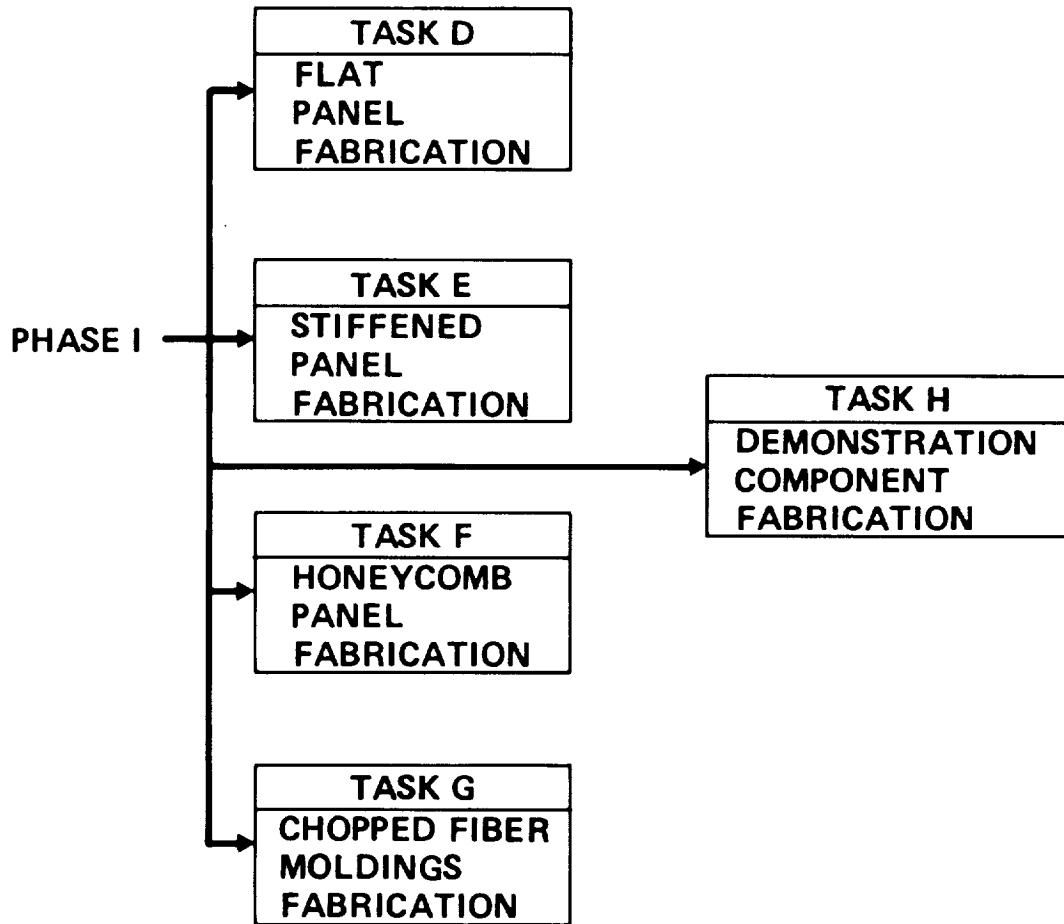 TASK D
FLAT
PANEL
FABRICATION
TASK E
STIFFENED
PANEL
FABRICATION
PHASE I
TASK H
DEMONSTRATION
COMPONENT
FABRICATION
TASK F
HONEYCOMB
PANEL
FABRICATION
TASK G
CHOPPED FIBER
MOLDINGS
FABRICATION